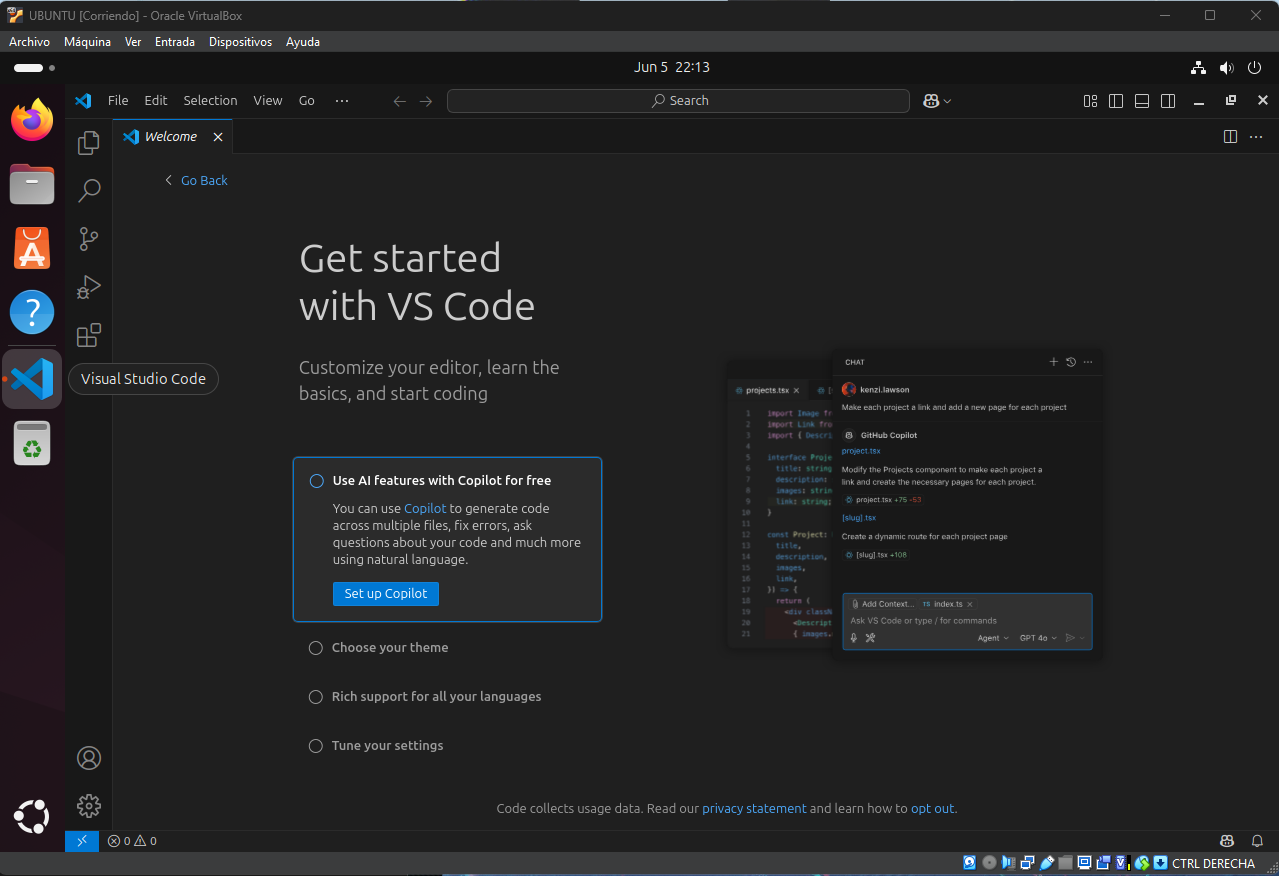 UBUNTU [Corriendo] - Oracle VirtualBox
Archivo Máquina Ver Entrada Dispositivos Ayuda
Jun 5 22:13
File Edit Selection View Go ··· Search
Welcome
Go Back
Get started
with VS Code
Customize your editor, learn the
basics, and start coding
Visual Studio Code
Use AI features with Copilot for free
You can use Copilot to generate code
across multiple files, fix errors, ask
questions about your code and much more
using natural language.
Set up Copilot
Choose your theme
Rich support for all your languages
Tune your settings
projects.tsx
1 import Image
2 import Link from
3 import { Descri
4
5 interface Proje
6 title: string
7 description:
8 images: strin
9 link: string;
10 }
11
12 const Project:
13 title,
14 description,
15 images,
16 link,
17 }) => {
18 return (
19 <div classN
20 <Descript
21 { images.
CHAT
kenzi.lawson
Make each project a link and add a new page for each project
GitHub Copilot
project.tsx
Modify the Projects component to make each project a
link and create the necessary pages for each project.
project.tsx +75 -53
[slug].tsx
Create a dynamic route for each project page
[slug].tsx +108
Add Context... TS index.ts
Ask VS Code or type / for commands
Agent GPT 4o
Code collects usage data. Read our privacy statement and learn how to opt out.
0 0
CTRL DERECHA